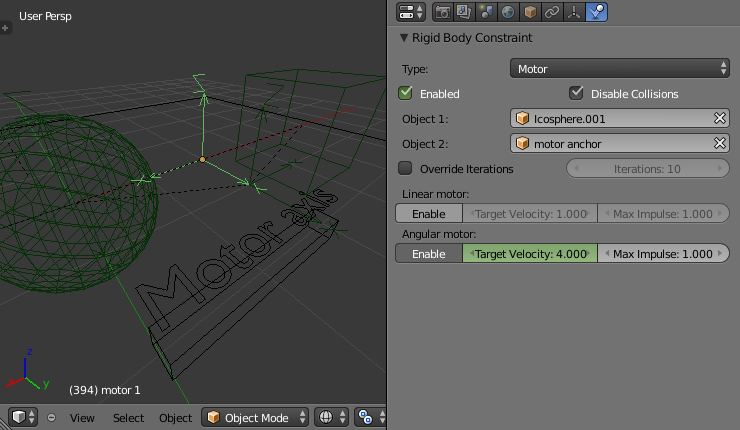 User Persp
Rigid Body Constraint
Type: Motor
Enabled Disable Collisions
Object 1: Icosphere.001
Object 2: motor anchor
Override Iterations Iterations: 10
Linear motor:
Enable Target Velocity: 1.000 Max Impulse: 1.000
Angular motor:
Enable Target Velocity: 4.000 Max Impulse: 1.000
Motor axis
z
y
(394) motor 1
View Select Object Object Mode